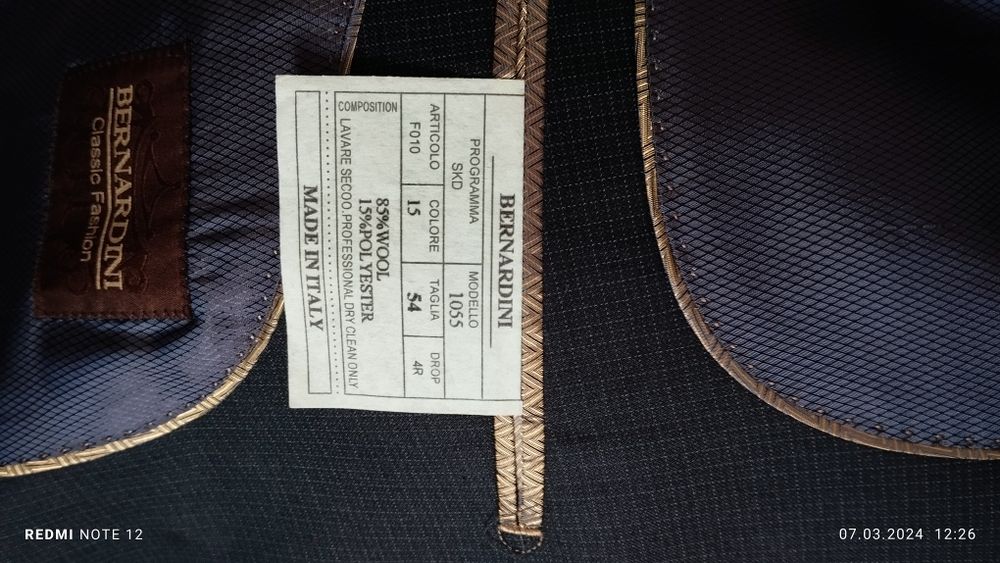 BERNARDINI
Classic Fashion
BERNARDINI
PROGRAMMA MODELLO
SKD 1055
ARTICOLO COLORE TAGLIA DROP
F010 15 54 4R
COMPOSITION
85%WOOL
15%POLYESTER
LAVARE SECOO.PROFESSIONAL DRY CLEAN ONLY
MADE IN ITALY
REDMI NOTE 12
07.03.2024 12:26